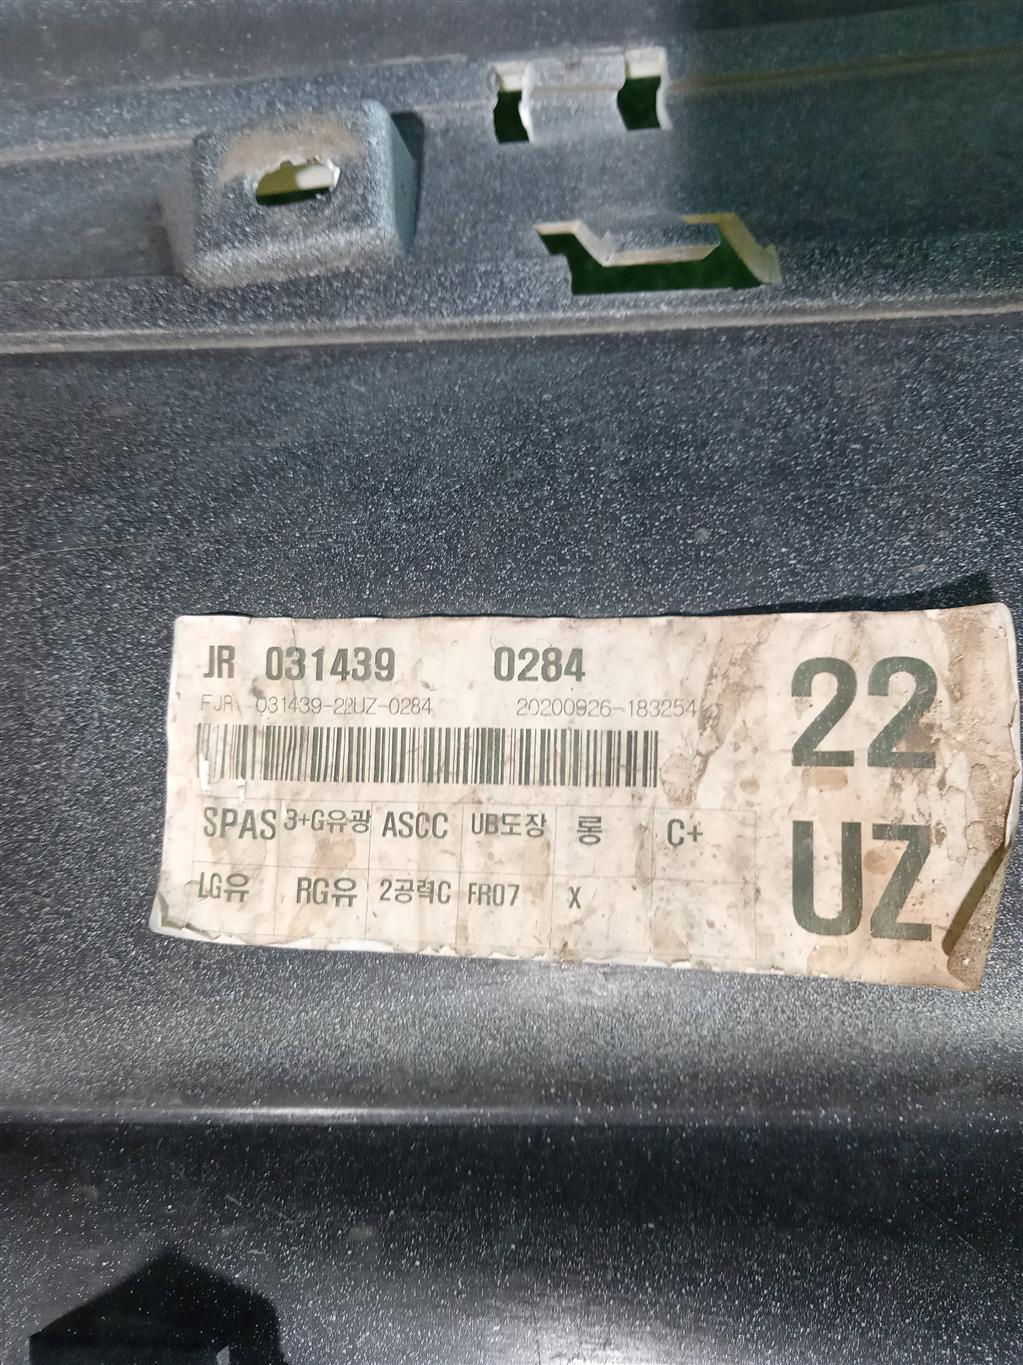 JR 031439 0284 22
FJR 031439-22UZ-0284 20200926-183254
SPAS 3+G유광 ASCC UB도장 롱 C+ UZ
LG유 RG유 2공력C FR07 X